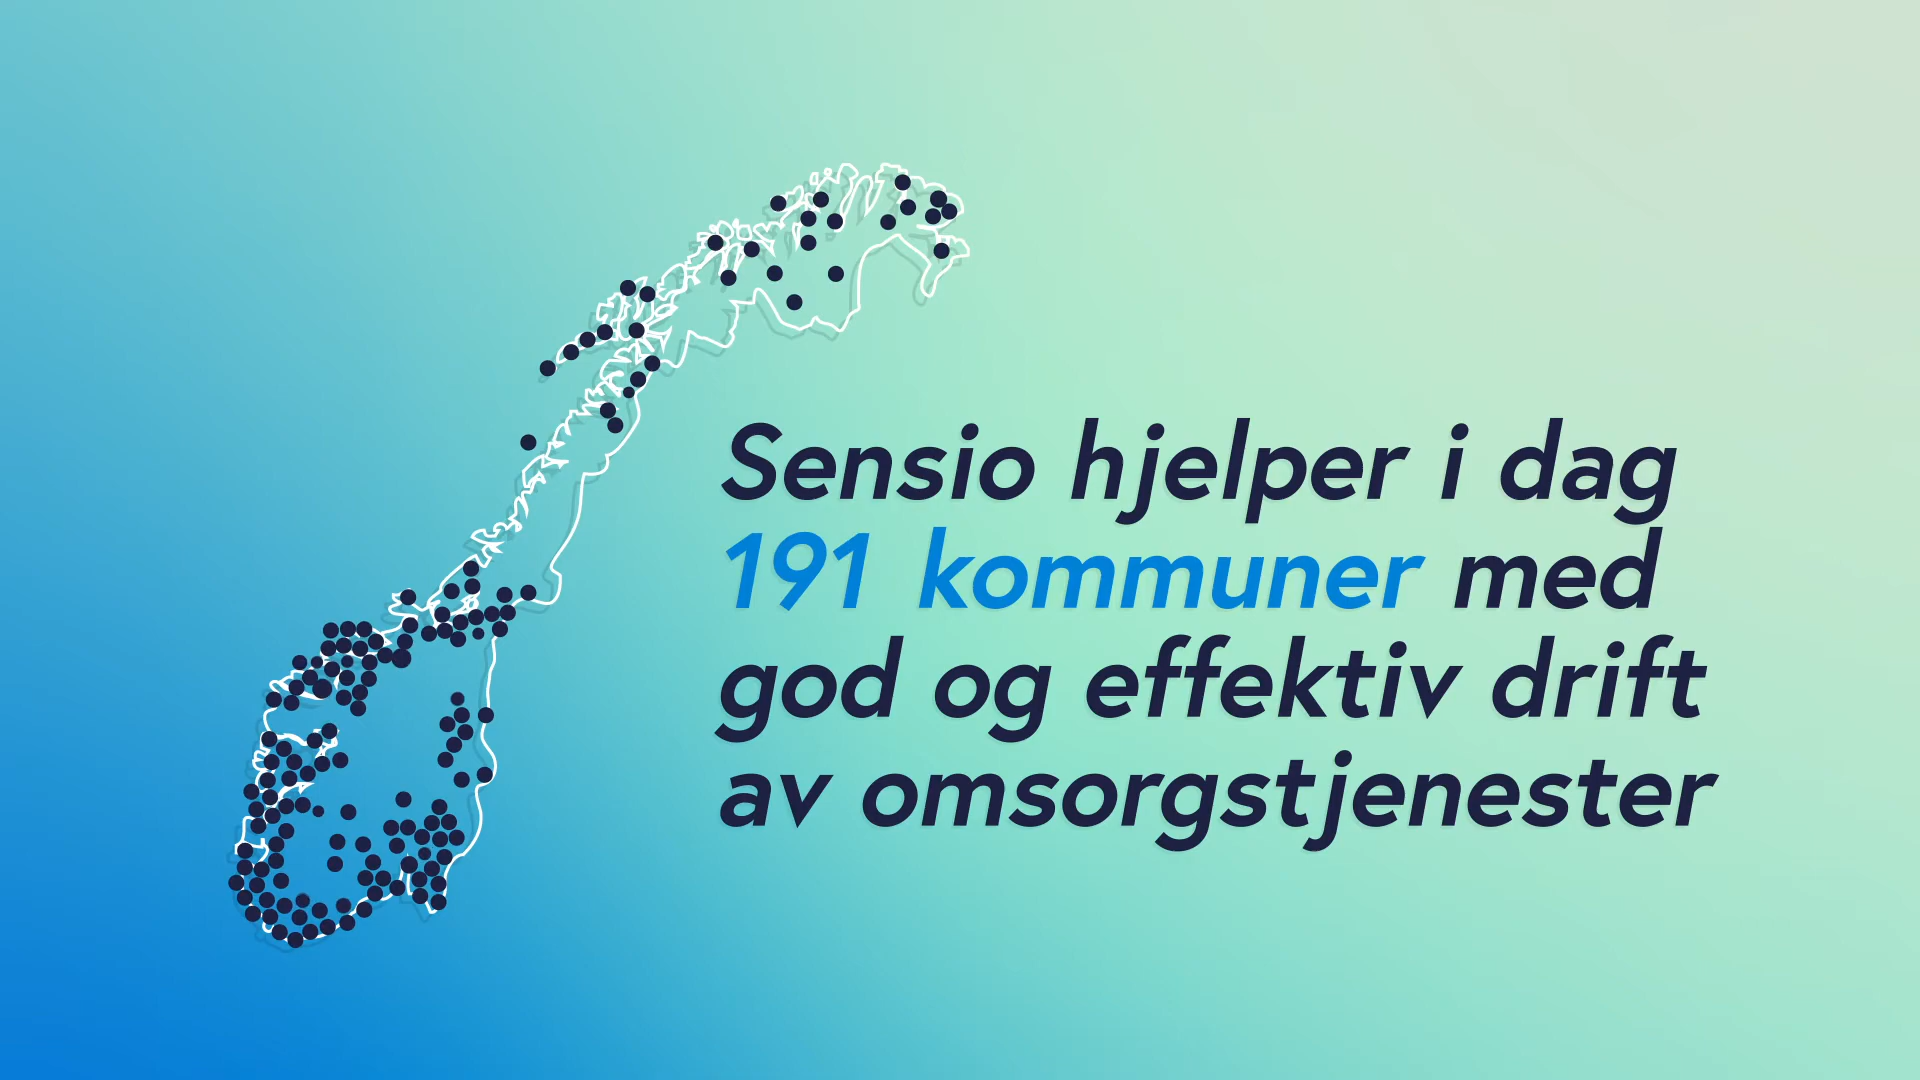 Sensio hjelper i dag
191 kommuner med
god og effektiv drift
av omsorgstjenester